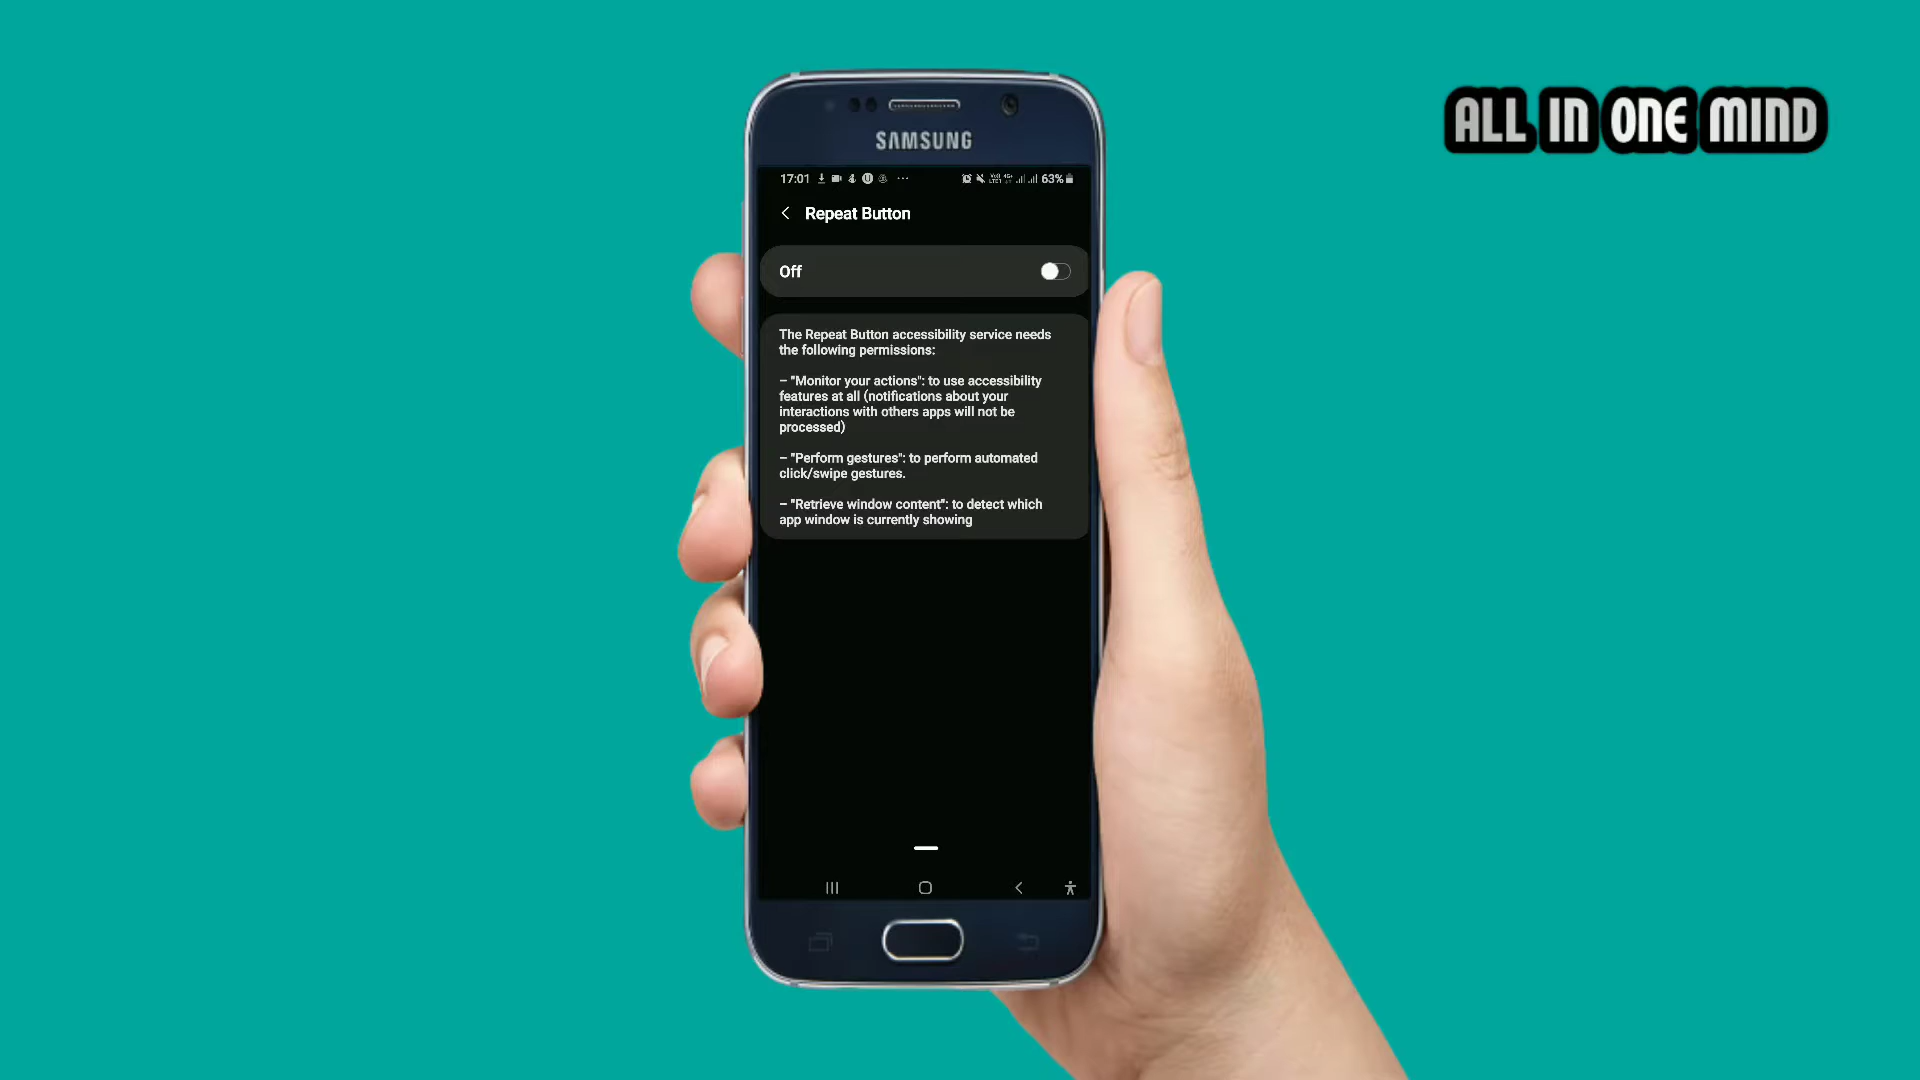 ALL IN ONE MIND
SAMSUNG
17:01
63%
Repeat Button
Off
The Repeat Button accessibility service needs
the following permissions:
– "Monitor your actions": to use accessibility
features at all (notifications about your
interactions with others apps will not be
processed)
– "Perform gestures": to perform automated
click/swipe gestures.
– "Retrieve window content": to detect which
app window is currently showing